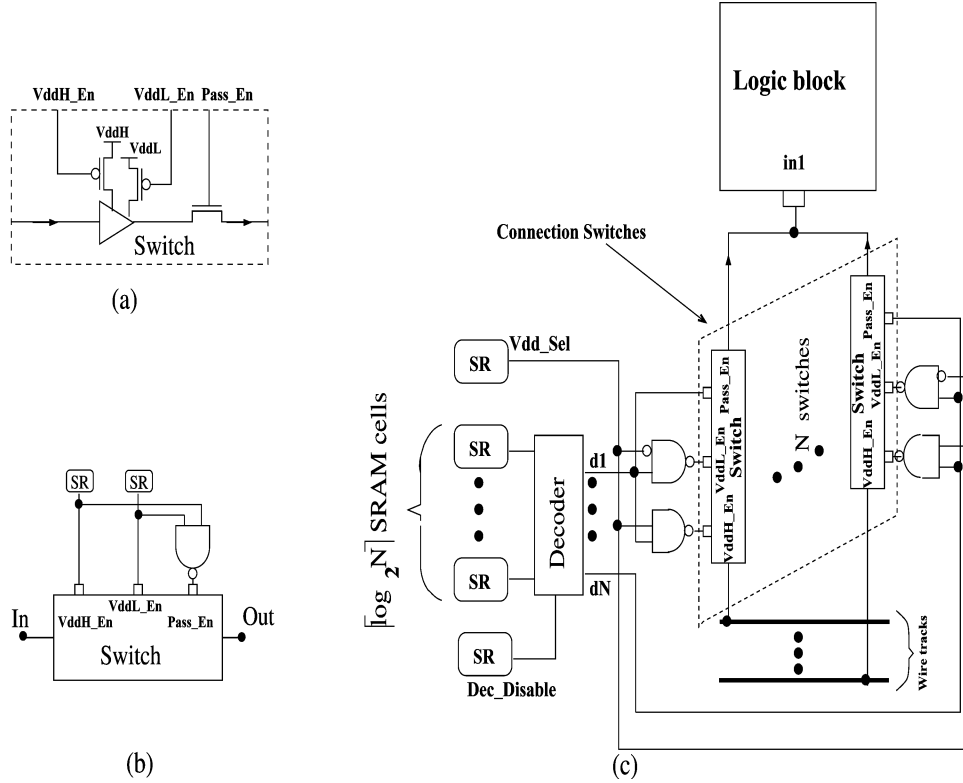 VddH_En VddL_En Pass_En
VddH
VddL
Switch
(a)
SR SR
VddL_En
VddH_En Pass_En
In Out
Switch
(b)
Logic block
in1
Connection Switches
Vdd_Sel
SR
SR
SR
⌈log 2 N⌉ SRAM cells
Decoder
d1
dN
SR
Dec_Disable
Pass_En
VddL_En
VddH_En
Switch
N switches
Pass_En
VddL_En
VddH_En
Switch
Wire tracks
(c)